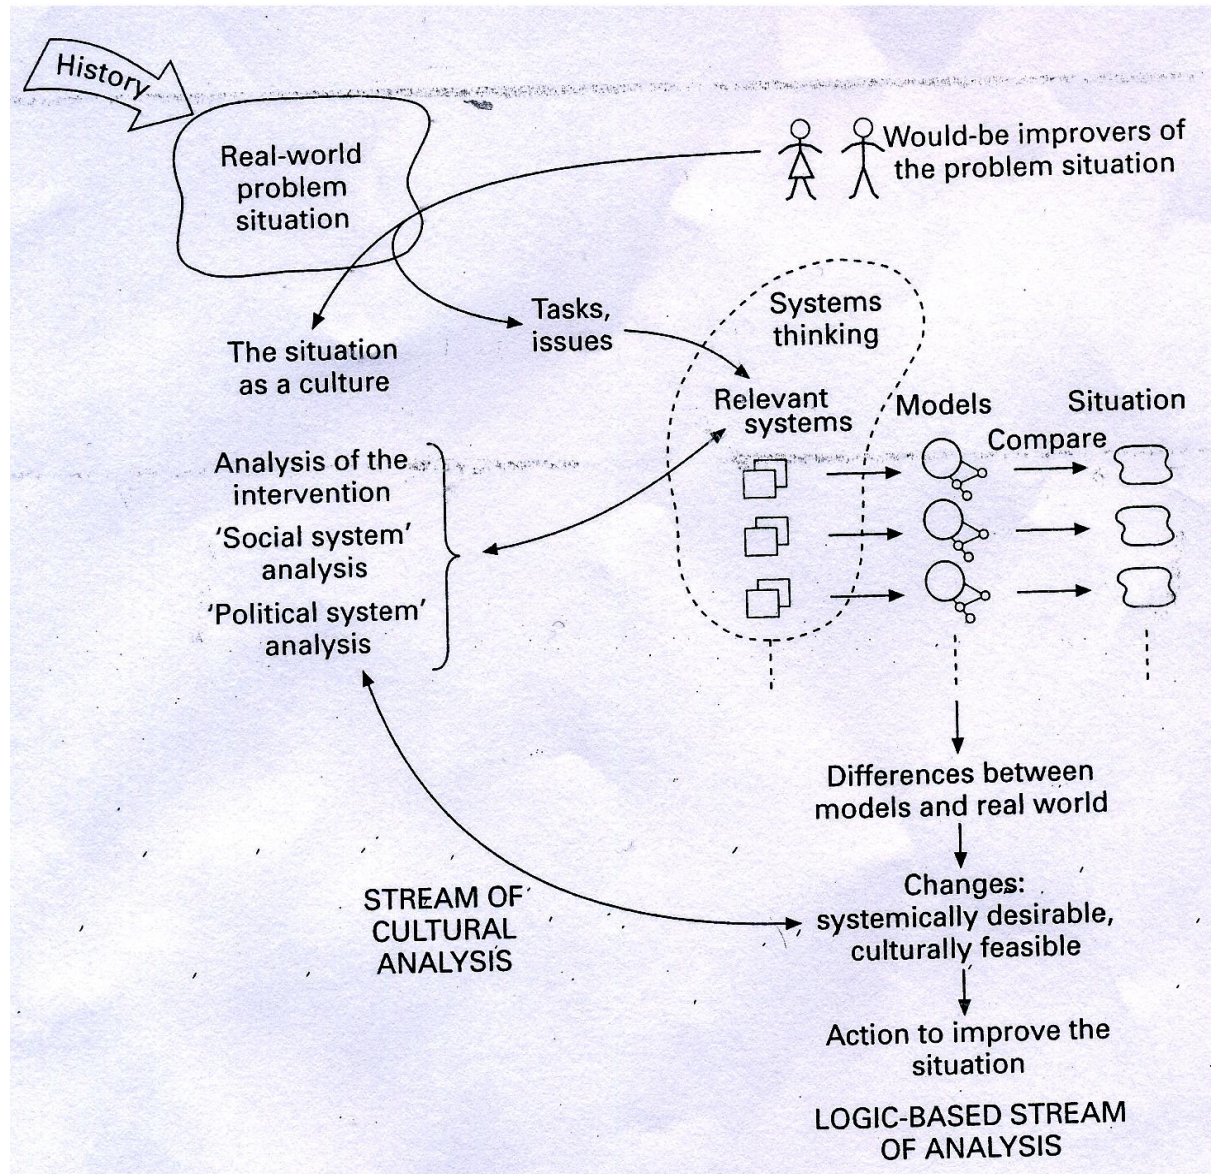 History
Real-world
problem
situation
Would-be improvers of
the problem situation
Tasks,
issues
Systems
thinking
The situation
as a culture
Relevant
systems
Models
Situation
Compare
Analysis of the
intervention
'Social system'
analysis
'Political system'
analysis
Differences between
models and real world
Changes:
systemically desirable,
culturally feasible
STREAM OF
CULTURAL
ANALYSIS
Action to improve the
situation
LOGIC-BASED STREAM
OF ANALYSIS